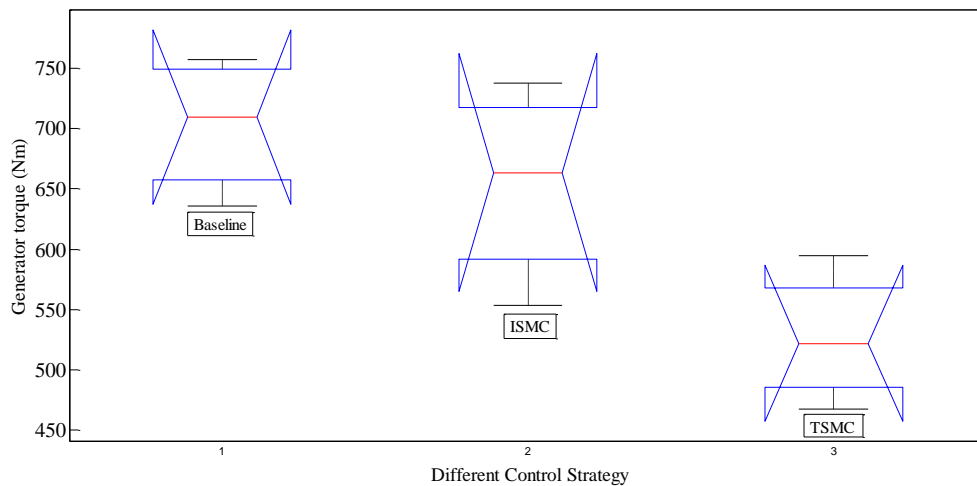 Generator torque (Nm)
750
700
650
600
550
500
450
Baseline
ISMC
TSMC
1
2
3
Different Control Strategy